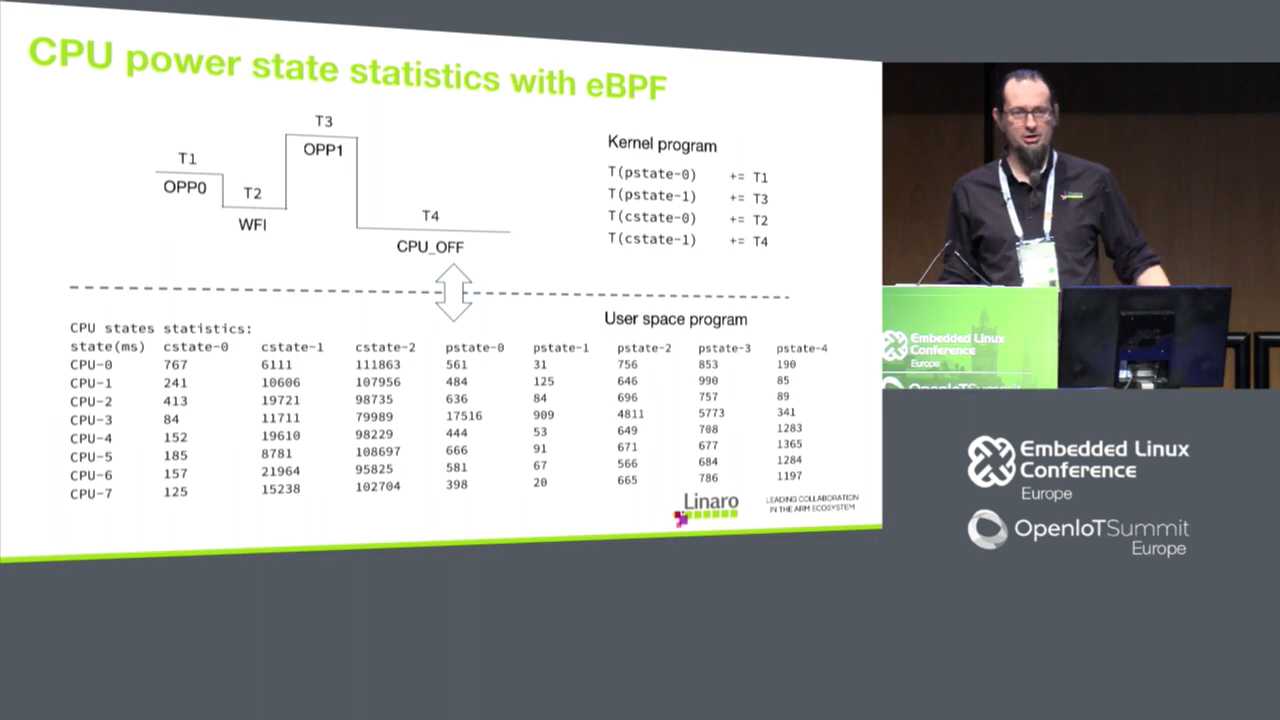 CPU power state statistics with eBPF
T1
OPP0
T2
WFI
T3
OPP1
T4
CPU_OFF
Kernel program
T(pstate-0) += T1
T(pstate-1) += T3
T(cstate-0) += T2
T(cstate-1) += T4
User space program
CPU states statistics:
state(ms) cstate-0 cstate-1 cstate-2 pstate-0 pstate-1 pstate-2 pstate-3 pstate-4
CPU-0 767 6111 111863 561 31 756 853 190
CPU-1 241 10606 107956 484 125 646 990 85
CPU-2 413 19721 98735 636 84 696 757 89
CPU-3 84 11711 79989 17516 909 4811 5773 341
CPU-4 152 19610 98229 444 53 649 708 1283
CPU-5 185 8781 108697 666 91 671 677 1365
CPU-6 157 21964 95825 581 67 566 684 1284
CPU-7 125 15238 102704 398 20 665 786 1197
Linaro
LEADING COLLABORATION
IN THE ARM ECOSYSTEM
Embedded Linux
Conference
Europe
OpenIoTSummit
Embedded Linux
Conference
Europe
OpenIoTSummit
Europe